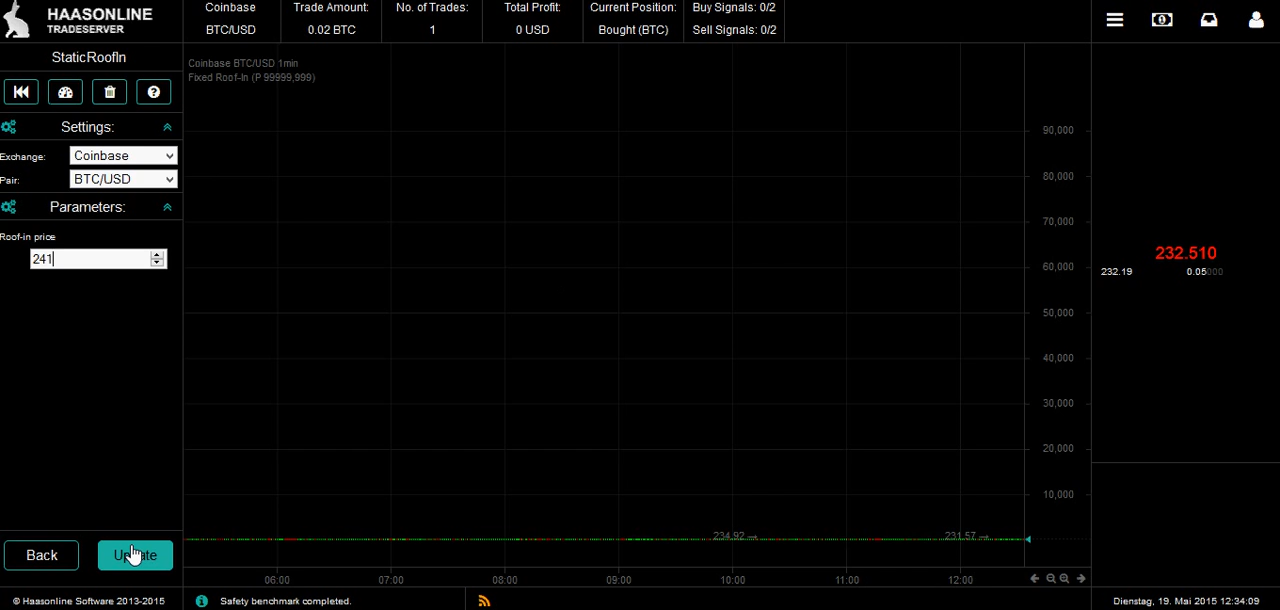 HAASONLINE
TRADESERVER
Coinbase
BTC/USD
Trade Amount:
0.02 BTC
No. of Trades:
1
Total Profit:
0 USD
Current Position:
Bought (BTC)
Buy Signals: 0/2
Sell Signals: 0/2
StaticRoofIn
Settings:
Exchange:
Coinbase
Pair:
BTC/USD
Parameters:
Roof-in price
241
Back
Update
© Haasonline Software 2013-2015
Coinbase BTC/USD 1min
Fixed Roof-In (P 99999,999)
90,000
80,000
70,000
60,000
50,000
40,000
30,000
20,000
10,000
234.92 →
231.57 →
06:00
07:00
08:00
09:00
10:00
11:00
12:00
Safety benchmark completed.
232.510
232.19
0.05000
Dienstag, 19. Mai 2015 12:34:09